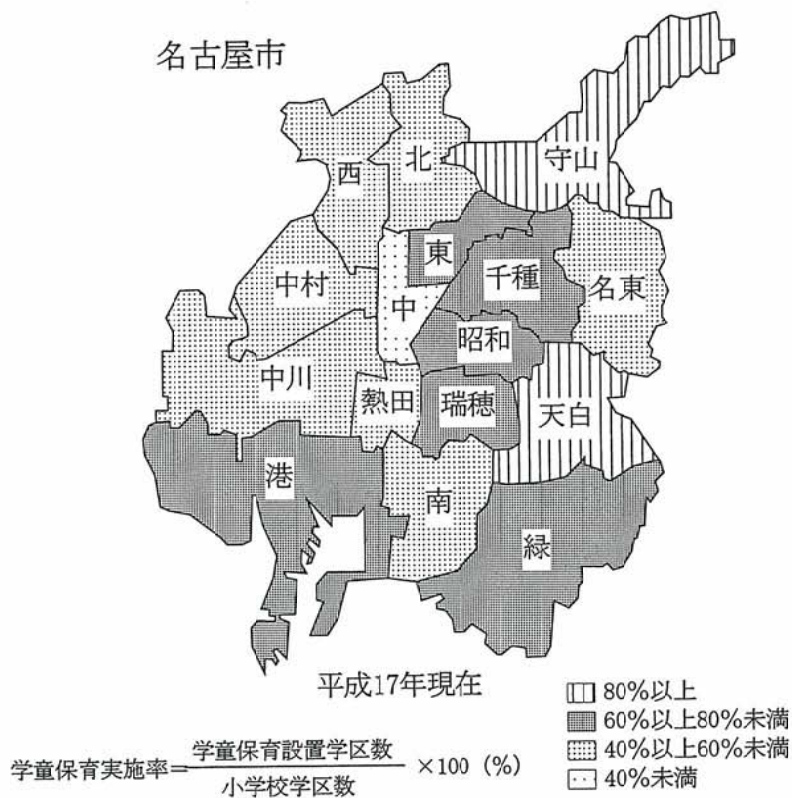 名古屋市
守山
北
西
東
千種
名東
中村
中
昭和
中川
熱田
瑞穂
天白
港
南
緑
平成17年現在
80%以上
60%以上80%未満
40%以上60%未満
40%未満
学童保育実施率=学童保育設置学区数/小学校学区数×100（%）